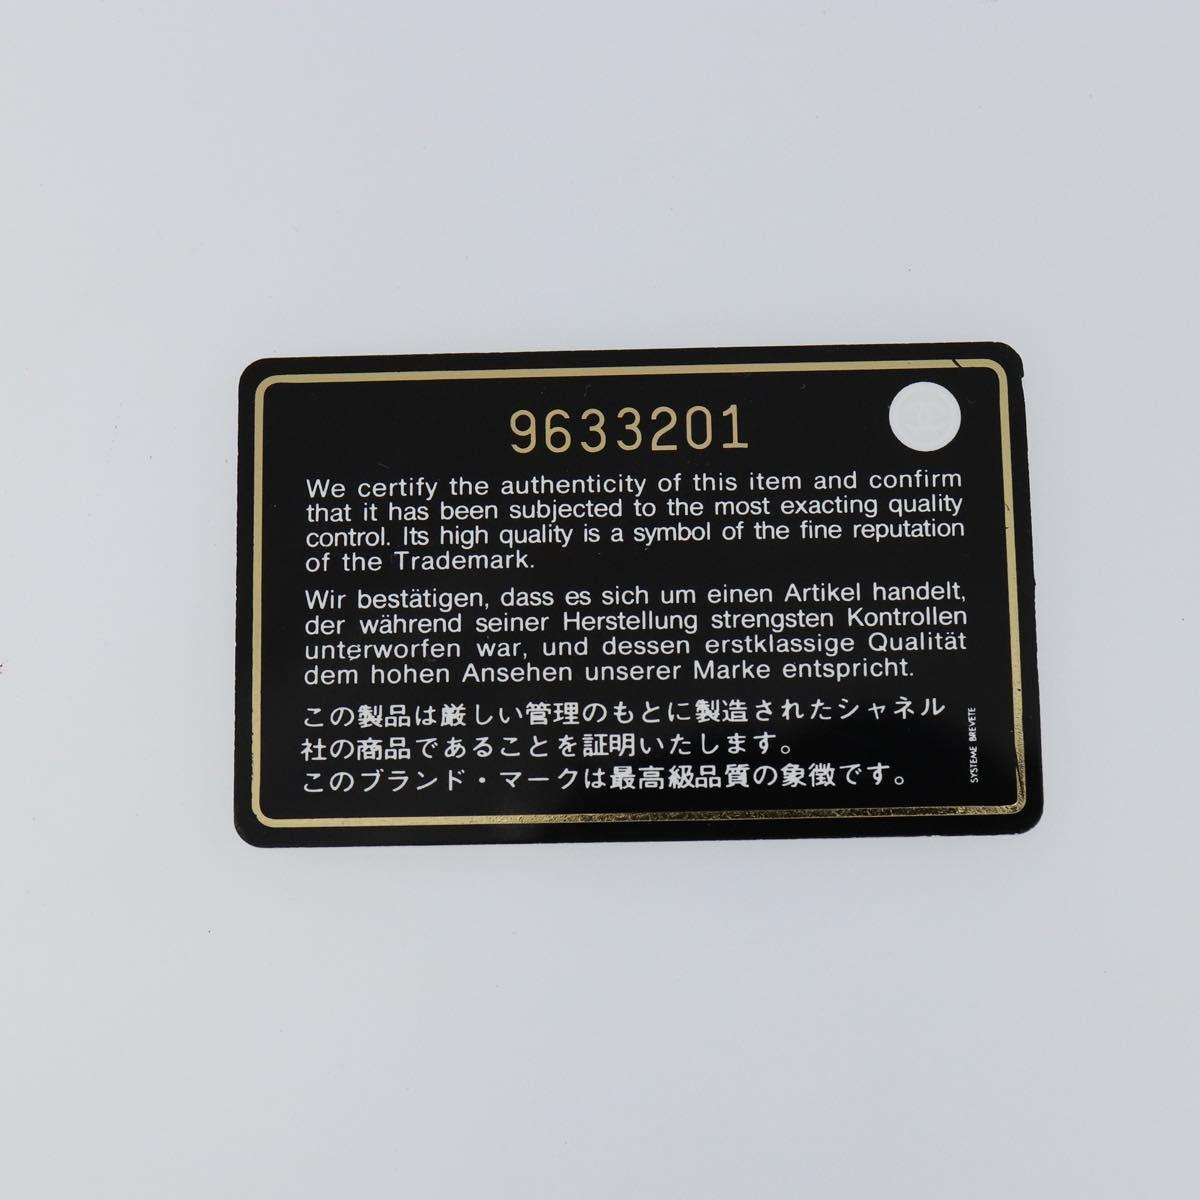 9633201
We certify the authenticity of this item and confirm
that it has been subjected to the most exacting quality
control. Its high quality is a symbol of the fine reputation
of the Trademark.
Wir bestätigen, dass es sich um einen Artikel handelt,
der während seiner Herstellung strengsten Kontrollen
unterworfen war, und dessen erstklassige Qualität
dem hohen Ansehen unserer Marke entspricht.
この製品は厳しい管理のもとに製造されたシャネル
社の商品であることを証明いたします。
このブランド・マークは最高級品質の象徴です。
SYSTEME BREVETE